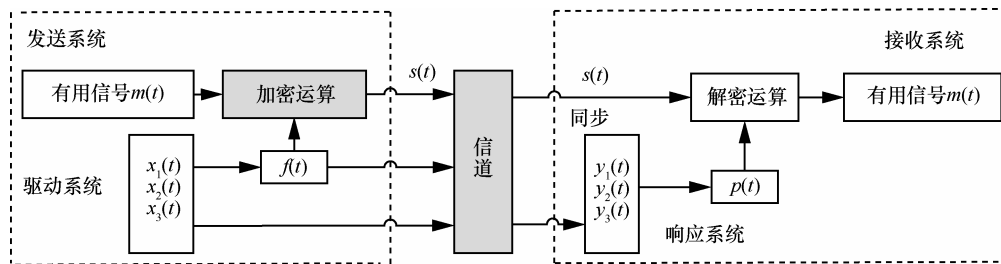 发送系统
接收系统
有用信号m(t)
加密运算
s(t)
s(t)
解密运算
有用信号m(t)
同步
信道
驱动系统
x₁(t)
x₂(t)
x₃(t)
f(t)
y₁(t)
y₂(t)
y₃(t)
p(t)
响应系统